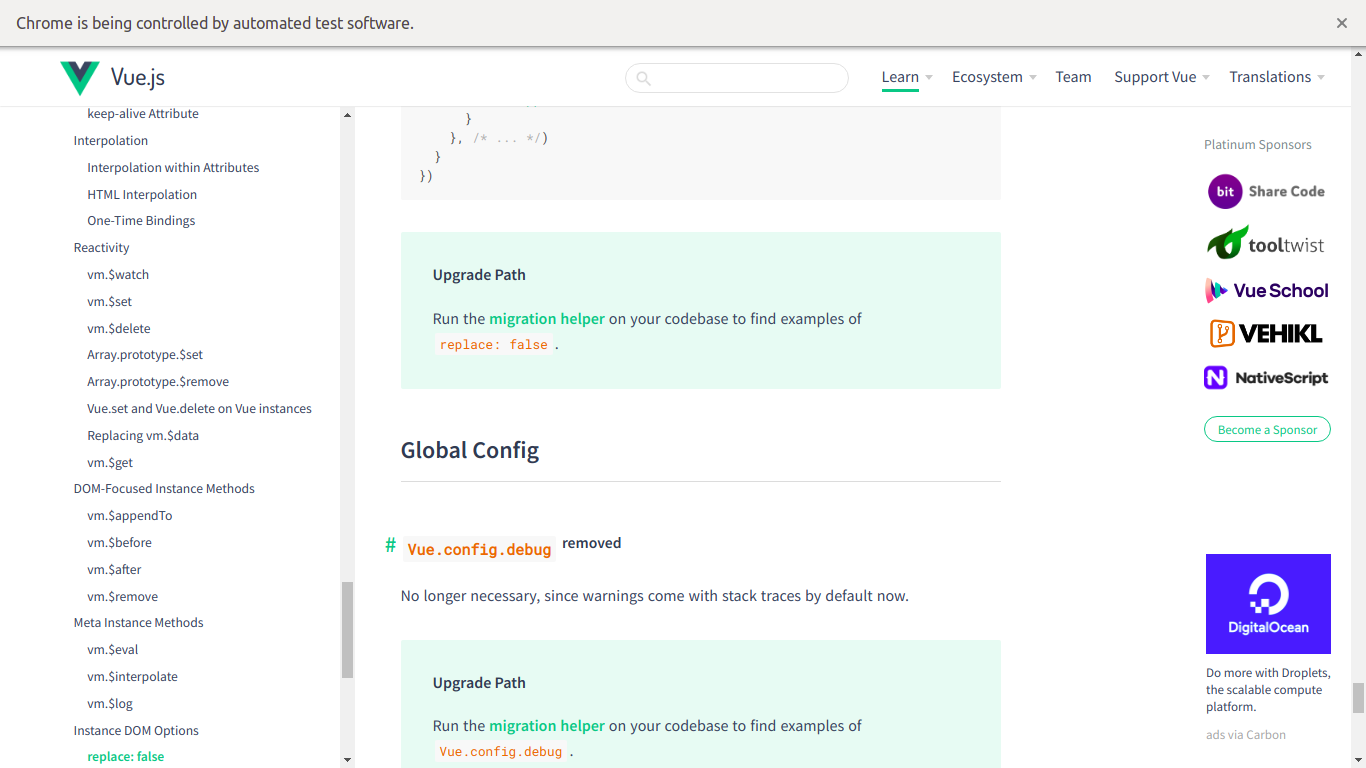 Chrome is being controlled by automated test software.
Vue.js
Learn
Ecosystem
Team
Support Vue
Translations
keep-alive Attribute
Interpolation
Interpolation within Attributes
HTML Interpolation
One-Time Bindings
Reactivity
vm.$watch
vm.$set
vm.$delete
Array.prototype.$set
Array.prototype.$remove
Vue.set and Vue.delete on Vue instances
Replacing vm.$data
vm.$get
DOM-Focused Instance Methods
vm.$appendTo
vm.$before
vm.$after
vm.$remove
Meta Instance Methods
vm.$eval
vm.$interpolate
vm.$log
Instance DOM Options
replace: false
}
}, /* ... */)
}
})
Upgrade Path
Run the migration helper on your codebase to find examples of
replace: false .
Global Config
# Vue.config.debug removed
No longer necessary, since warnings come with stack traces by default now.
Upgrade Path
Run the migration helper on your codebase to find examples of
Vue.config.debug .
Platinum Sponsors
bit Share Code
tooltwist
Vue School
VEHIKL
NativeScript
Become a Sponsor
DigitalOcean
Do more with Droplets,
the scalable compute
platform.
ads via Carbon